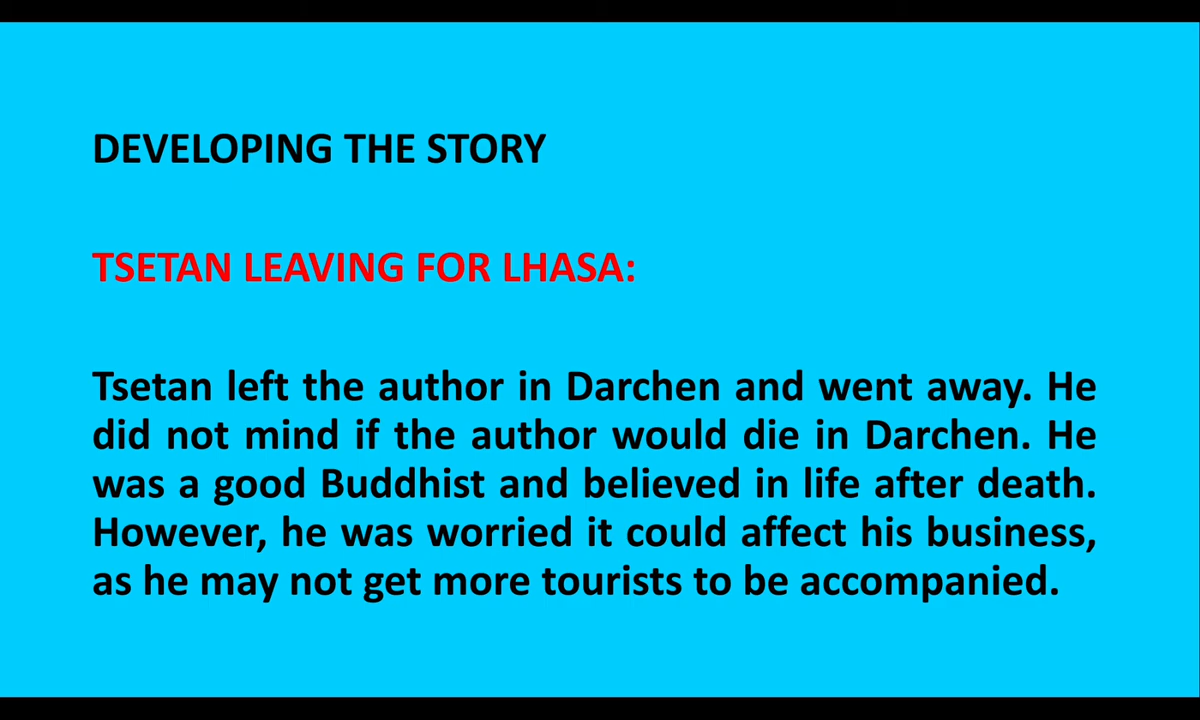 DEVELOPING THE STORY
TSETAN LEAVING FOR LHASA:
Tsetan left the author in Darchen and went away. He
did not mind if the author would die in Darchen. He
was a good Buddhist and believed in life after death.
However, he was worried it could affect his business,
as he may not get more tourists to be accompanied.